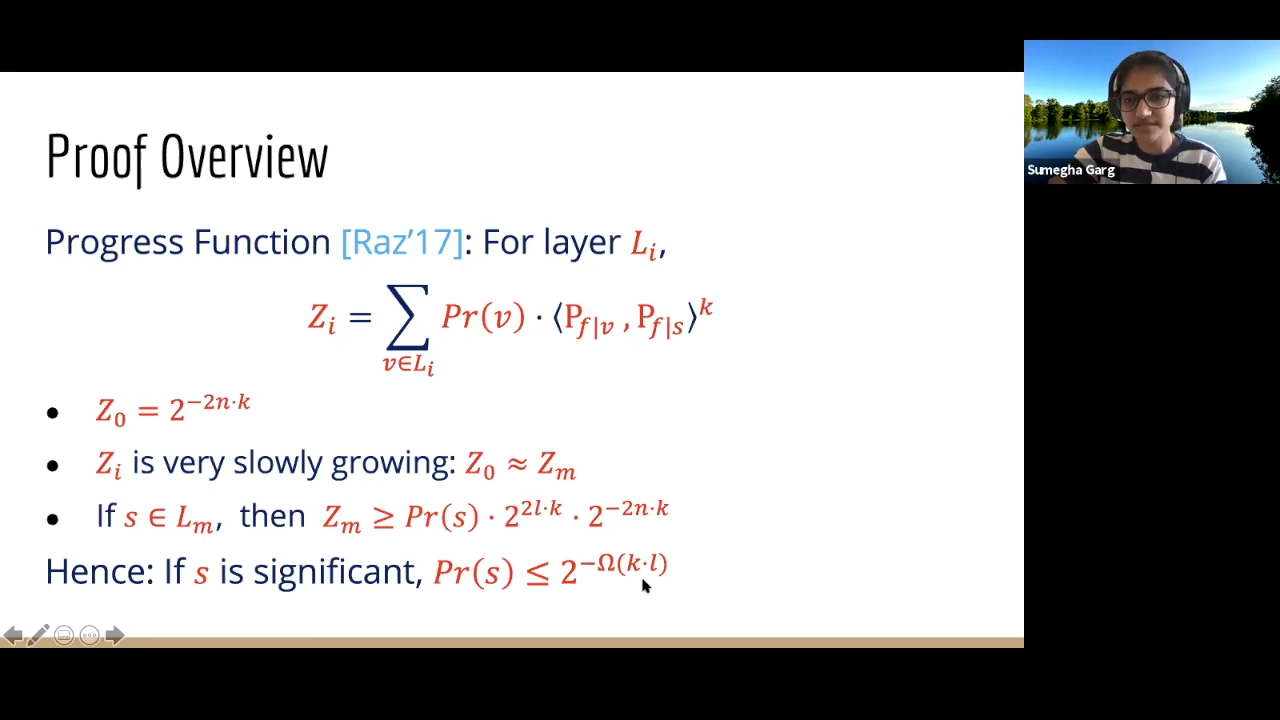 Proof Overview
Progress Function [Raz'17]: For layer L_i,
Z_i = ∑_{v∈L_i} Pr(v) · ⟨P_{f|v} , P_{f|s}⟩^k
• Z_0 = 2^{−2n·k}
• Z_i is very slowly growing: Z_0 ≈ Z_m
• If s ∈ L_m, then Z_m ≥ Pr(s) · 2^{2l·k} · 2^{−2n·k}
Hence: If s is significant, Pr(s) ≤ 2^{−Ω(k·l)}
Sumegha Garg